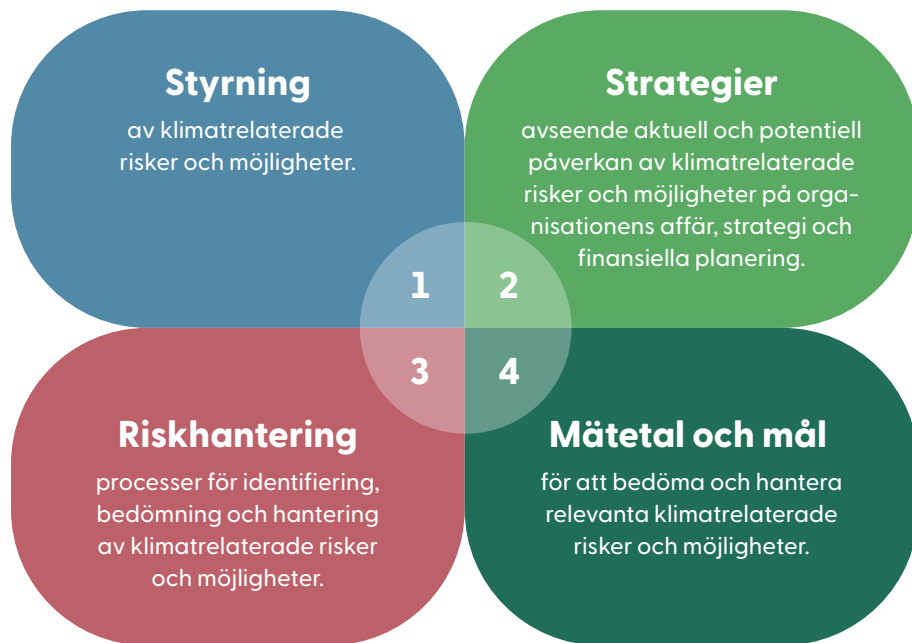 Styrning
av klimatrelaterade
risker och möjligheter.
Strategier
avseende aktuell och potentiell
påverkan av klimatrelaterade
risker och möjligheter på orga-
nisationens affär, strategi och
finansiella planering.
1
2
3
4
Riskhantering
processer för identifiering,
bedömning och hantering
av klimatrelaterade risker
och möjligheter.
Mätetal och mål
för att bedöma och hantera
relevanta klimatrelaterade
risker och möjligheter.